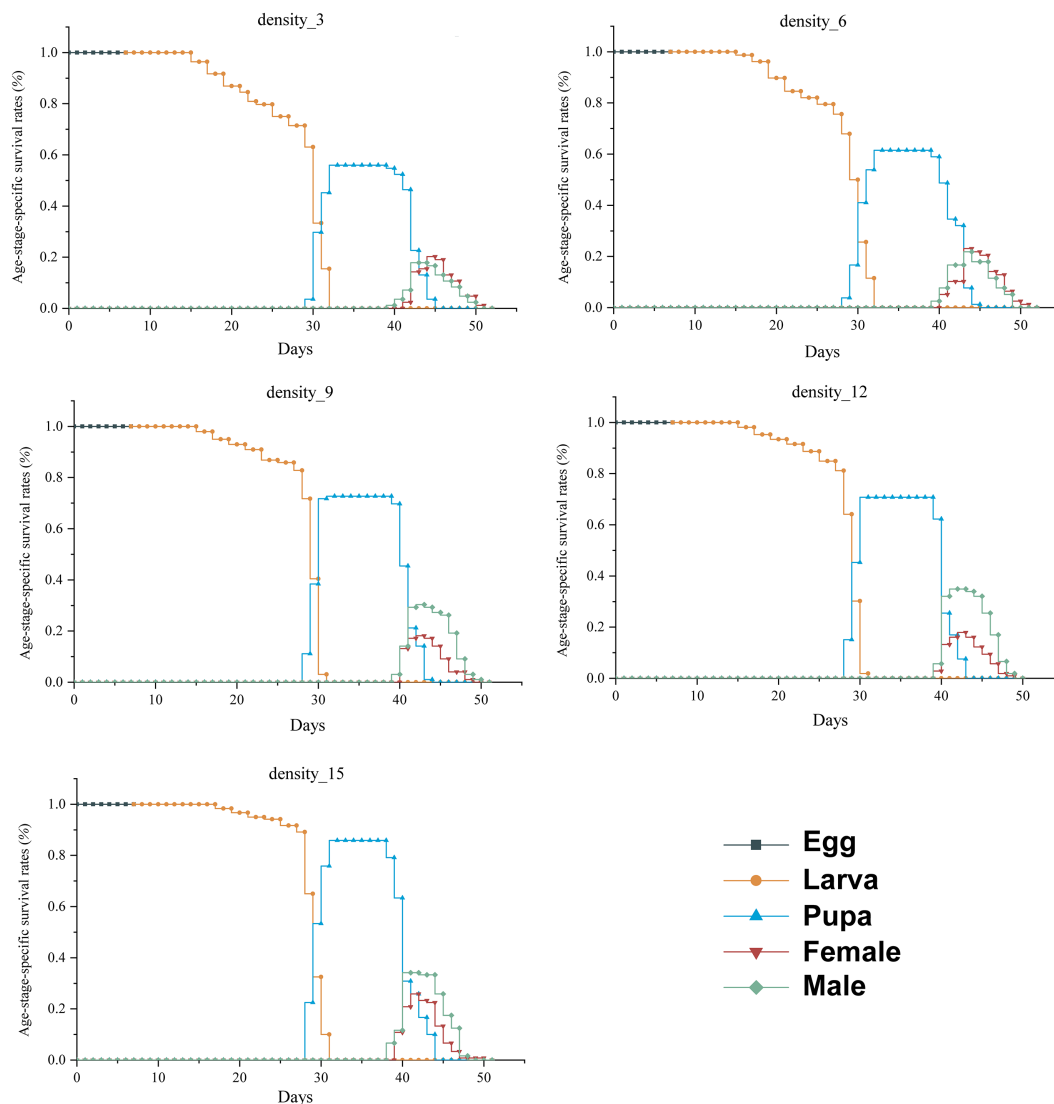 density_3
Age-stage-specific survival rates (%)
1.0
0.8
0.6
0.4
0.2
0.0
0 10 20 30 40 50
Days
density_6
Age-stage-specific survival rates (%)
1.0
0.8
0.6
0.4
0.2
0.0
0 10 20 30 40 50
Days
density_9
Age-stage-specific survival rates (%)
1.0
0.8
0.6
0.4
0.2
0.0
0 10 20 30 40 50
Days
density_12
Age-stage-specific survival rates (%)
1.0
0.8
0.6
0.4
0.2
0.0
0 10 20 30 40 50
Days
density_15
Age-stage-specific survival rates (%)
1.0
0.8
0.6
0.4
0.2
0.0
0 10 20 30 40 50
Days
Egg
Larva
Pupa
Female
Male